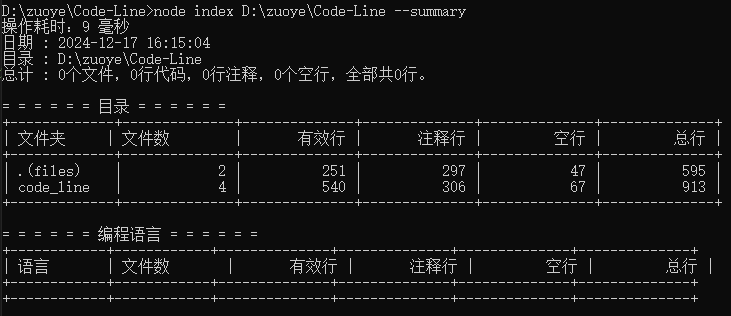 D:\zuoye\Code-Line>node index D:\zuoye\Code-Line --summary
操作耗时：9 毫秒
日期 : 2024-12-17 16:15:04
目录 : D:\zuoye\Code-Line
总计 : 0个文件，0行代码，0行注释，0个空行，全部共0行。
= = = = = = 目录 = = = = = =
+-------------+--------------+--------------+--------------+--------------+--------------+
| 文件夹 | 文件数 | 有效行 | 注释行 | 空行 | 总行 |
+-------------+--------------+--------------+--------------+--------------+--------------+
| .(files) | 2 | 251 | 297 | 47 | 595 |
| code_line | 4 | 540 | 306 | 67 | 913 |
+-------------+--------------+--------------+--------------+--------------+--------------+
= = = = = = 编程语言 = = = = = =
+------------+------------+--------------+--------------+--------------+--------------+
| 语言 | 文件数 | 有效行 | 注释行 | 空行 | 总行 |
+------------+------------+--------------+--------------+--------------+--------------+
+------------+------------+--------------+--------------+--------------+--------------+